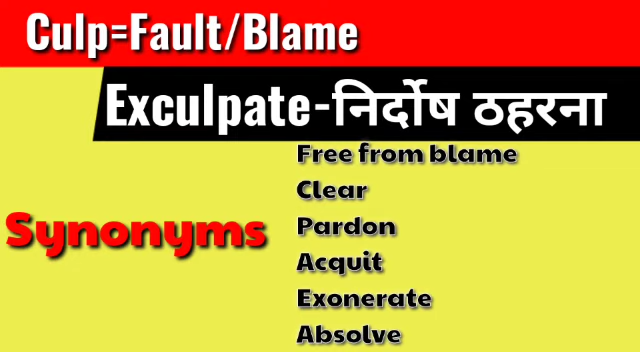 Culp=Fault/Blame
Exculpate-निर्दोष ठहरना
Free from blame
Clear
Synonyms
Pardon
Acquit
Exonerate
Absolve